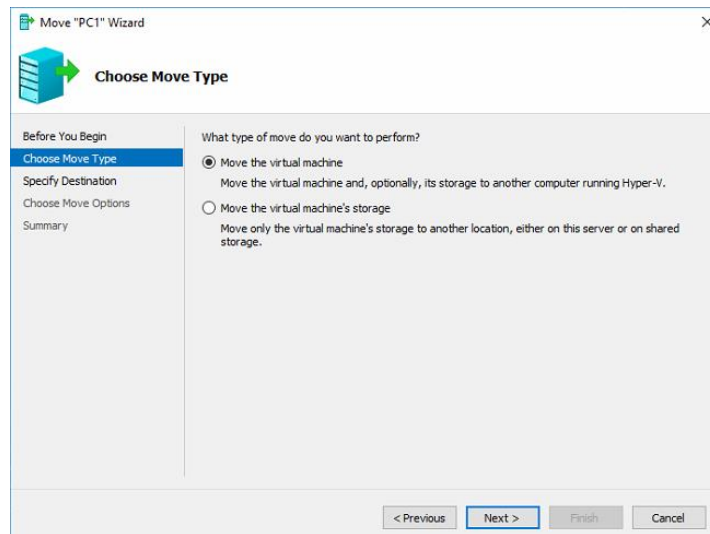 Move "PC1" Wizard
Choose Move Type
Before You Begin
Choose Move Type
Specify Destination
Choose Move Options
Summary
What type of move do you want to perform?
Move the virtual machine
Move the virtual machine and, optionally, its storage to another computer running Hyper-V.
Move the virtual machine's storage
Move only the virtual machine's storage to another location, either on this server or on shared
storage.
< Previous
Next >
Finish
Cancel